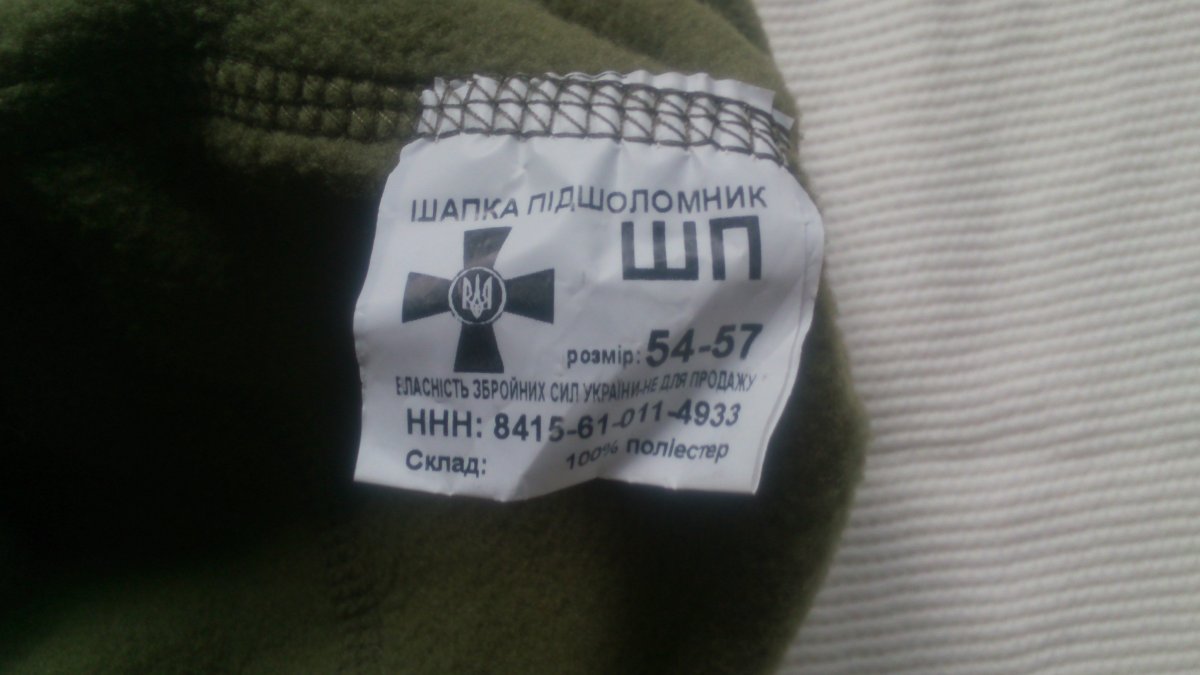 ШАПКА ПІДШОЛОМНИК
ШП
розмір: 54-57
ВЛАСНІСТЬ ЗБРОЙНИХ СИЛ УКРАЇНИ-НЕ ДЛЯ ПРОДАЖУ
ННН: 8415-61-011-4933
Склад: 100% поліестер